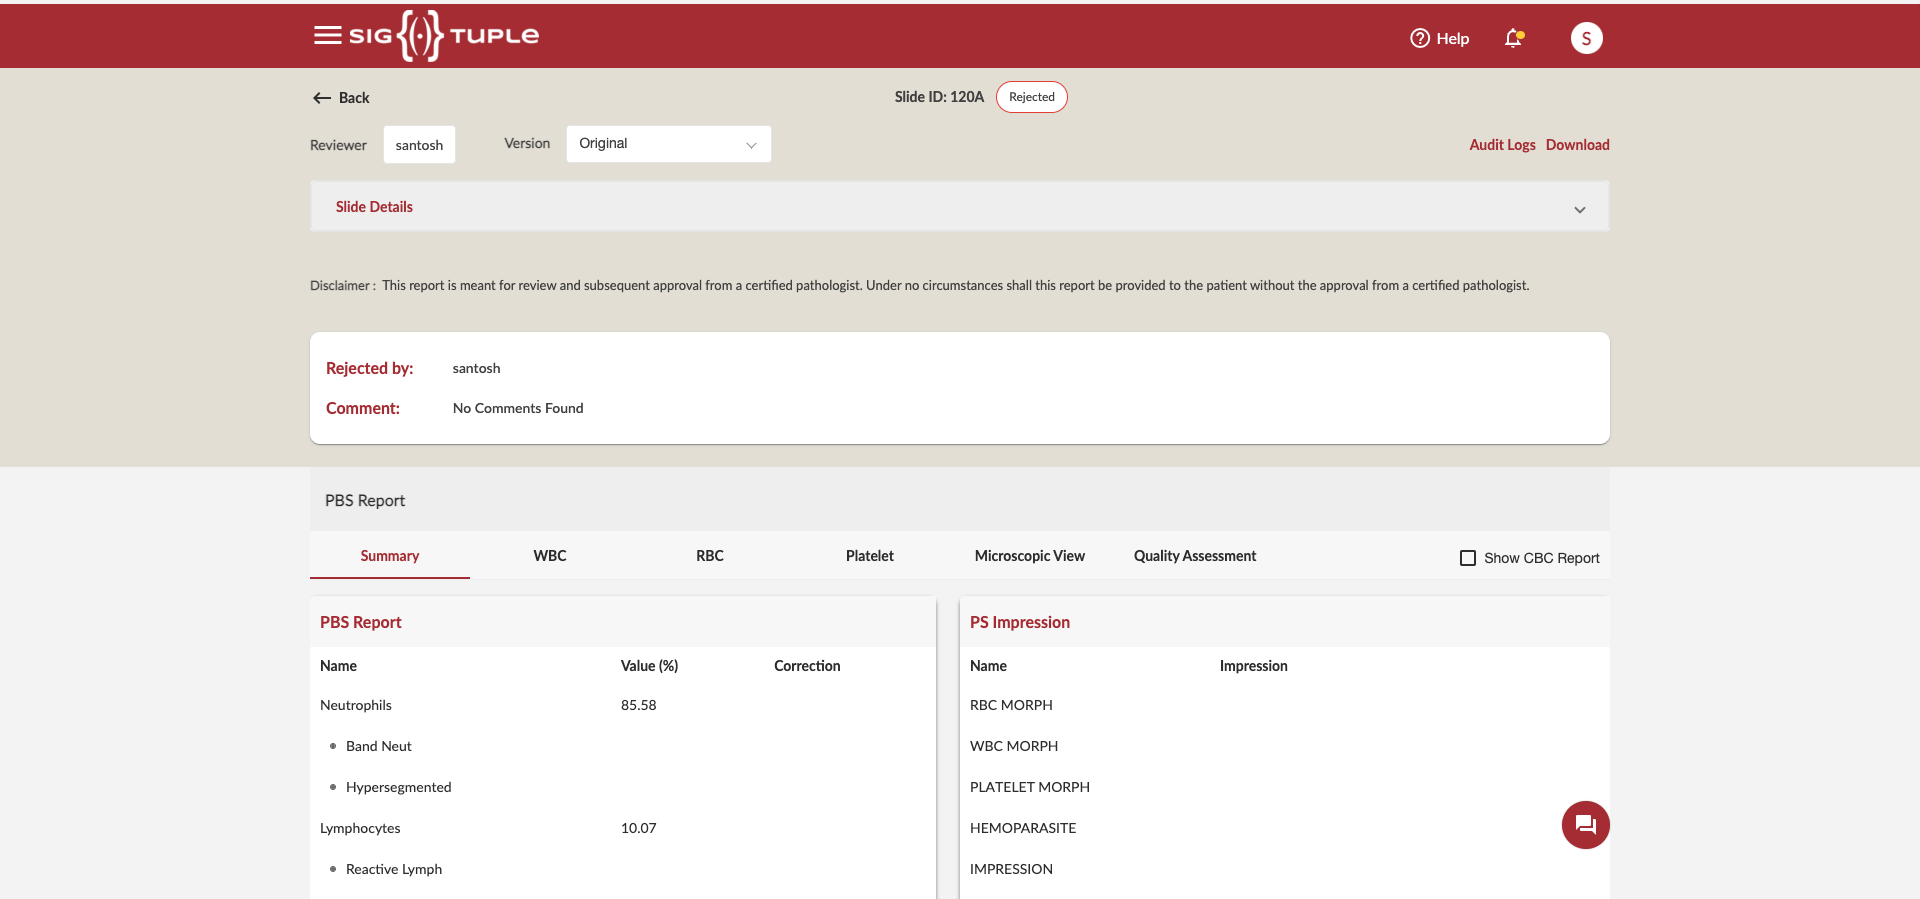 SIG TUPLE
Help
S
Back
Slide ID: 120A
Rejected
Reviewer
santosh
Version
Original
Audit Logs
Download
Slide Details
Disclaimer : This report is meant for review and subsequent approval from a certified pathologist. Under no circumstances shall this report be provided to the patient without the approval from a certified pathologist.
Rejected by: santosh
Comment: No Comments Found
PBS Report
Summary WBC RBC Platelet Microscopic View Quality Assessment Show CBC Report
PBS Report
Name Value (%) Correction
Neutrophils 85.58
Band Neut
Hypersegmented
Lymphocytes 10.07
Reactive Lymph
PS Impression
Name Impression
RBC MORPH
WBC MORPH
PLATELET MORPH
HEMOPARASITE
IMPRESSION